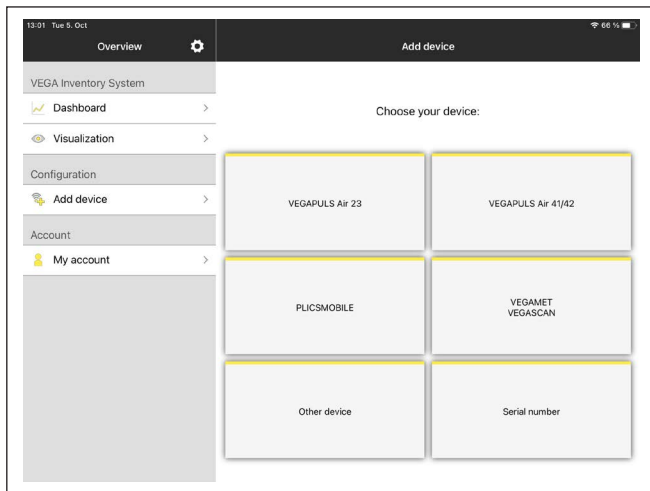 13:01 Tue 5. Oct
66 %
Overview
Add device
VEGA Inventory System
Dashboard
Visualization
Configuration
Add device
Account
My account
Choose your device:
VEGAPULS Air 23
VEGAPULS Air 41/42
PLICSMOBILE
VEGAMET
VEGASCAN
Other device
Serial number